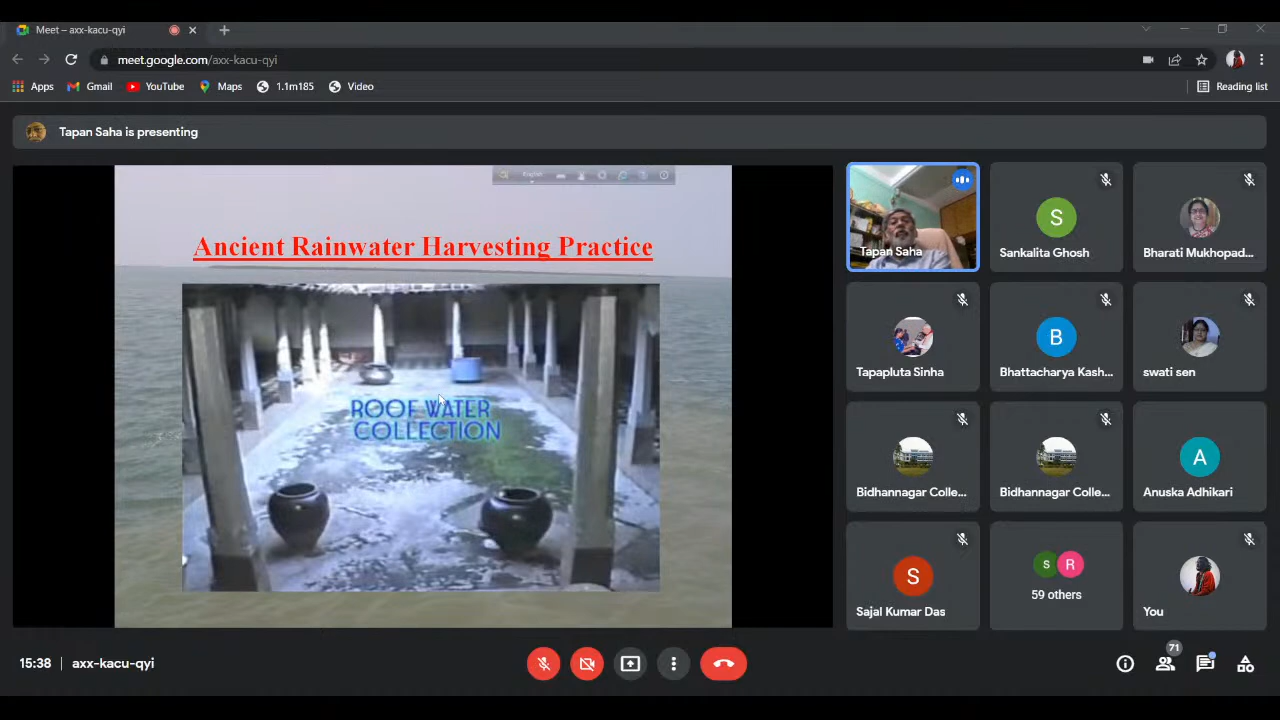 Meet – axx-kacu-qyi
meet.google.com/axx-kacu-qyi
Apps Gmail YouTube Maps 1.1m185 Video Reading list
Tapan Saha is presenting
English
Ancient Rainwater Harvesting Practice
ROOF WATER
COLLECTION
Tapan Saha
S
Sankalita Ghosh
Bharati Mukhopad...
Tapapluta Sinha
B
Bhattacharya Kash...
swati sen
Bidhannagar Colle...
Bidhannagar Colle...
A
Anuska Adhikari
S
Sajal Kumar Das
S R
59 others
You
15:38 | axx-kacu-qyi
71